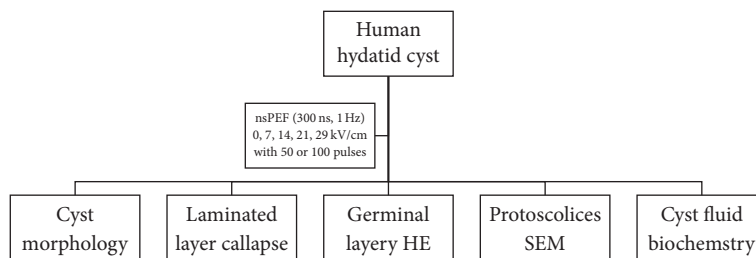 Human
hydatid cyst
nsPEF (300 ns, 1 Hz)
0, 7, 14, 21, 29 kV/cm
with 50 or 100 pulses
Cyst
morphology
Laminated
layer callapse
Germinal
layery HE
Protoscolices
SEM
Cyst fluid
biochemstry